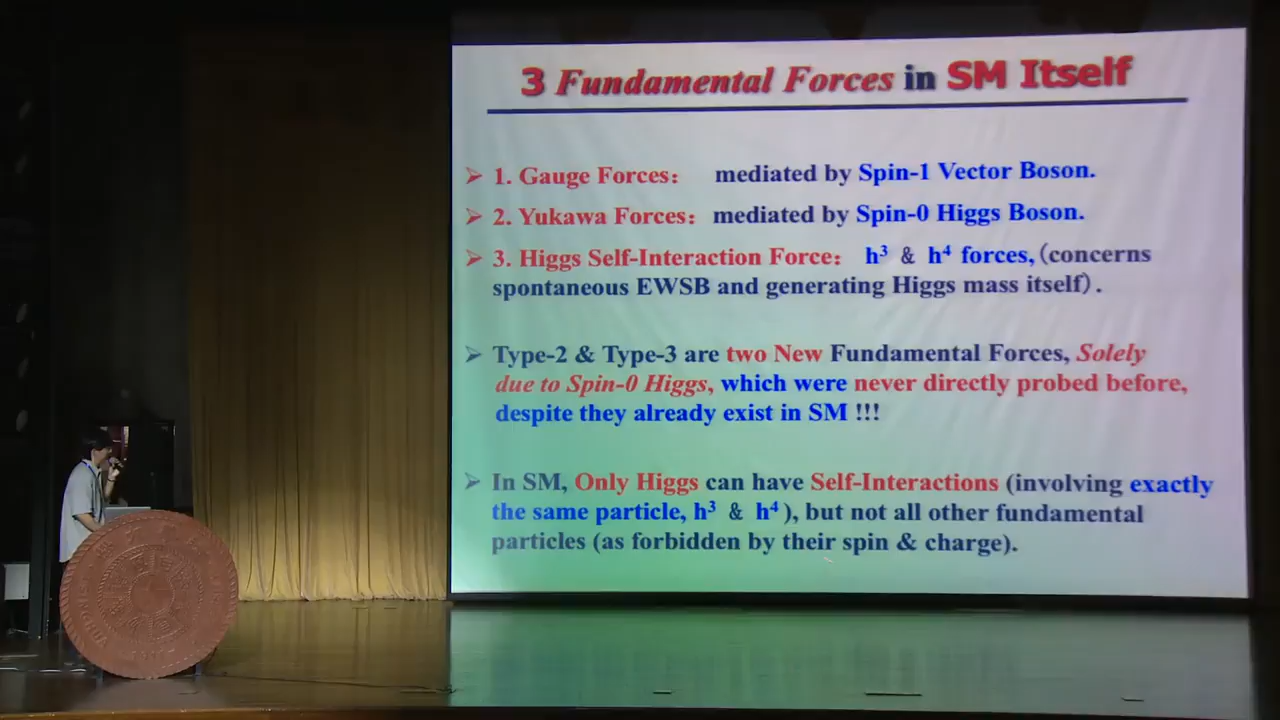 3 Fundamental Forces in SM Itself
➢ 1. Gauge Forces: mediated by Spin-1 Vector Boson.
➢ 2. Yukawa Forces: mediated by Spin-0 Higgs Boson.
➢ 3. Higgs Self-Interaction Force: h³ & h⁴ forces, (concerns
spontaneous EWSB and generating Higgs mass itself).
➢ Type-2 & Type-3 are two New Fundamental Forces, Solely
due to Spin-0 Higgs, which were never directly probed before,
despite they already exist in SM !!!
➢ In SM, Only Higgs can have Self-Interactions (involving exactly
the same particle, h³ & h⁴ ), but not all other fundamental
particles (as forbidden by their spin & charge).